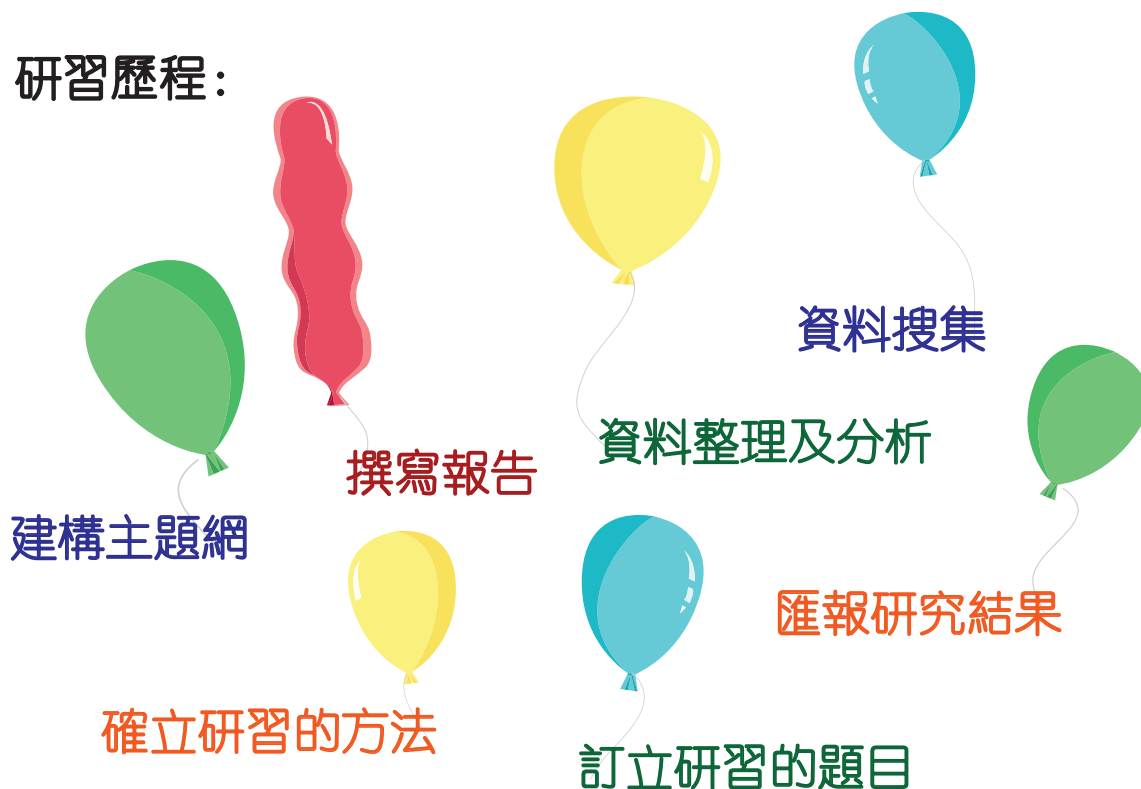 研習歷程：
資料搜集
資料整理及分析
撰寫報告
建構主題網
匯報研究結果
確立研習的方法
訂立研習的題目